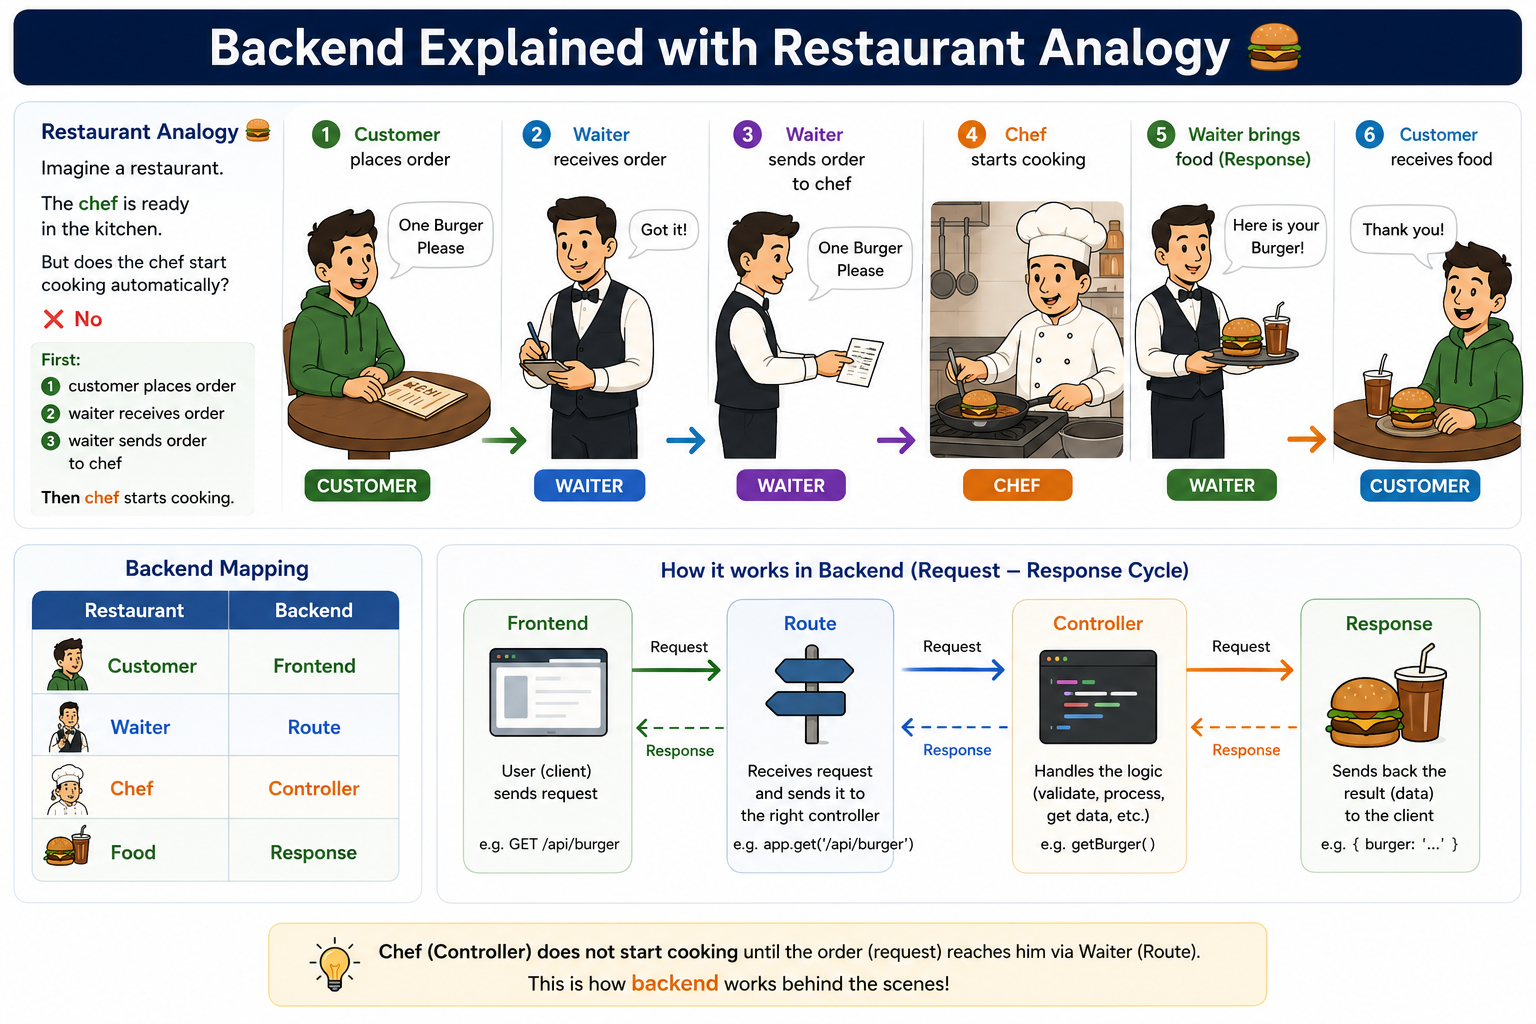 Backend Explained with Restaurant Analogy
Restaurant Analogy
Imagine a restaurant.
The chef is ready
in the kitchen.
But does the chef start
cooking automatically?
No
First:
1 customer places order
2 waiter receives order
3 waiter sends order
to chef
Then chef starts cooking.
1 Customer
places order
One Burger
Please
MENU
CUSTOMER
2 Waiter
receives order
Got it!
WAITER
3 Waiter
sends order
to chef
One Burger
Please
WAITER
4 Chef
starts cooking
CHEF
5 Waiter brings
food (Response)
Here is your
Burger!
WAITER
6 Customer
receives food
Thank you!
CUSTOMER
Backend Mapping
Restaurant Backend
Customer Frontend
Waiter Route
Chef Controller
Food Response
How it works in Backend (Request – Response Cycle)
Frontend
User (client)
sends request
e.g. GET /api/burger
Request
Response
Route
Receives request
and sends it to
the right controller
e.g. app.get('/api/burger')
Request
Response
Controller
Handles the logic
(validate, process,
get data, etc.)
e.g. getBurger()
Request
Response
Response
Sends back the
result (data)
to the client
e.g. { burger: '...' }
Chef (Controller) does not start cooking until the order (request) reaches him via Waiter (Route).
This is how backend works behind the scenes!